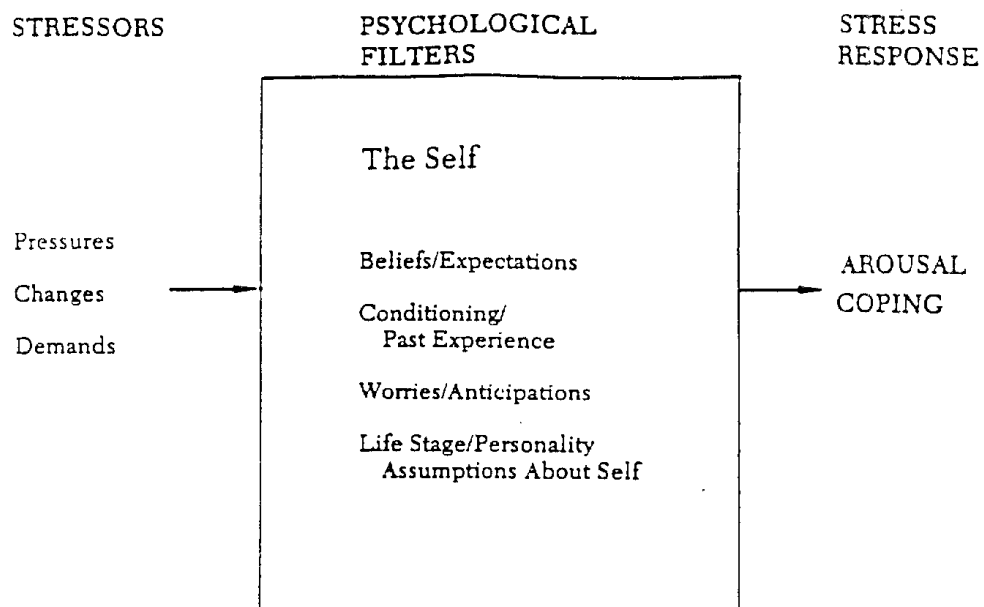 STRESSORS
PSYCHOLOGICAL
FILTERS
STRESS
RESPONSE
The Self
Pressures
Changes
Demands
Beliefs/Expectations
Conditioning/
Past Experience
Worries/Anticipations
Life Stage/Personality
Assumptions About Self
AROUSAL
COPING